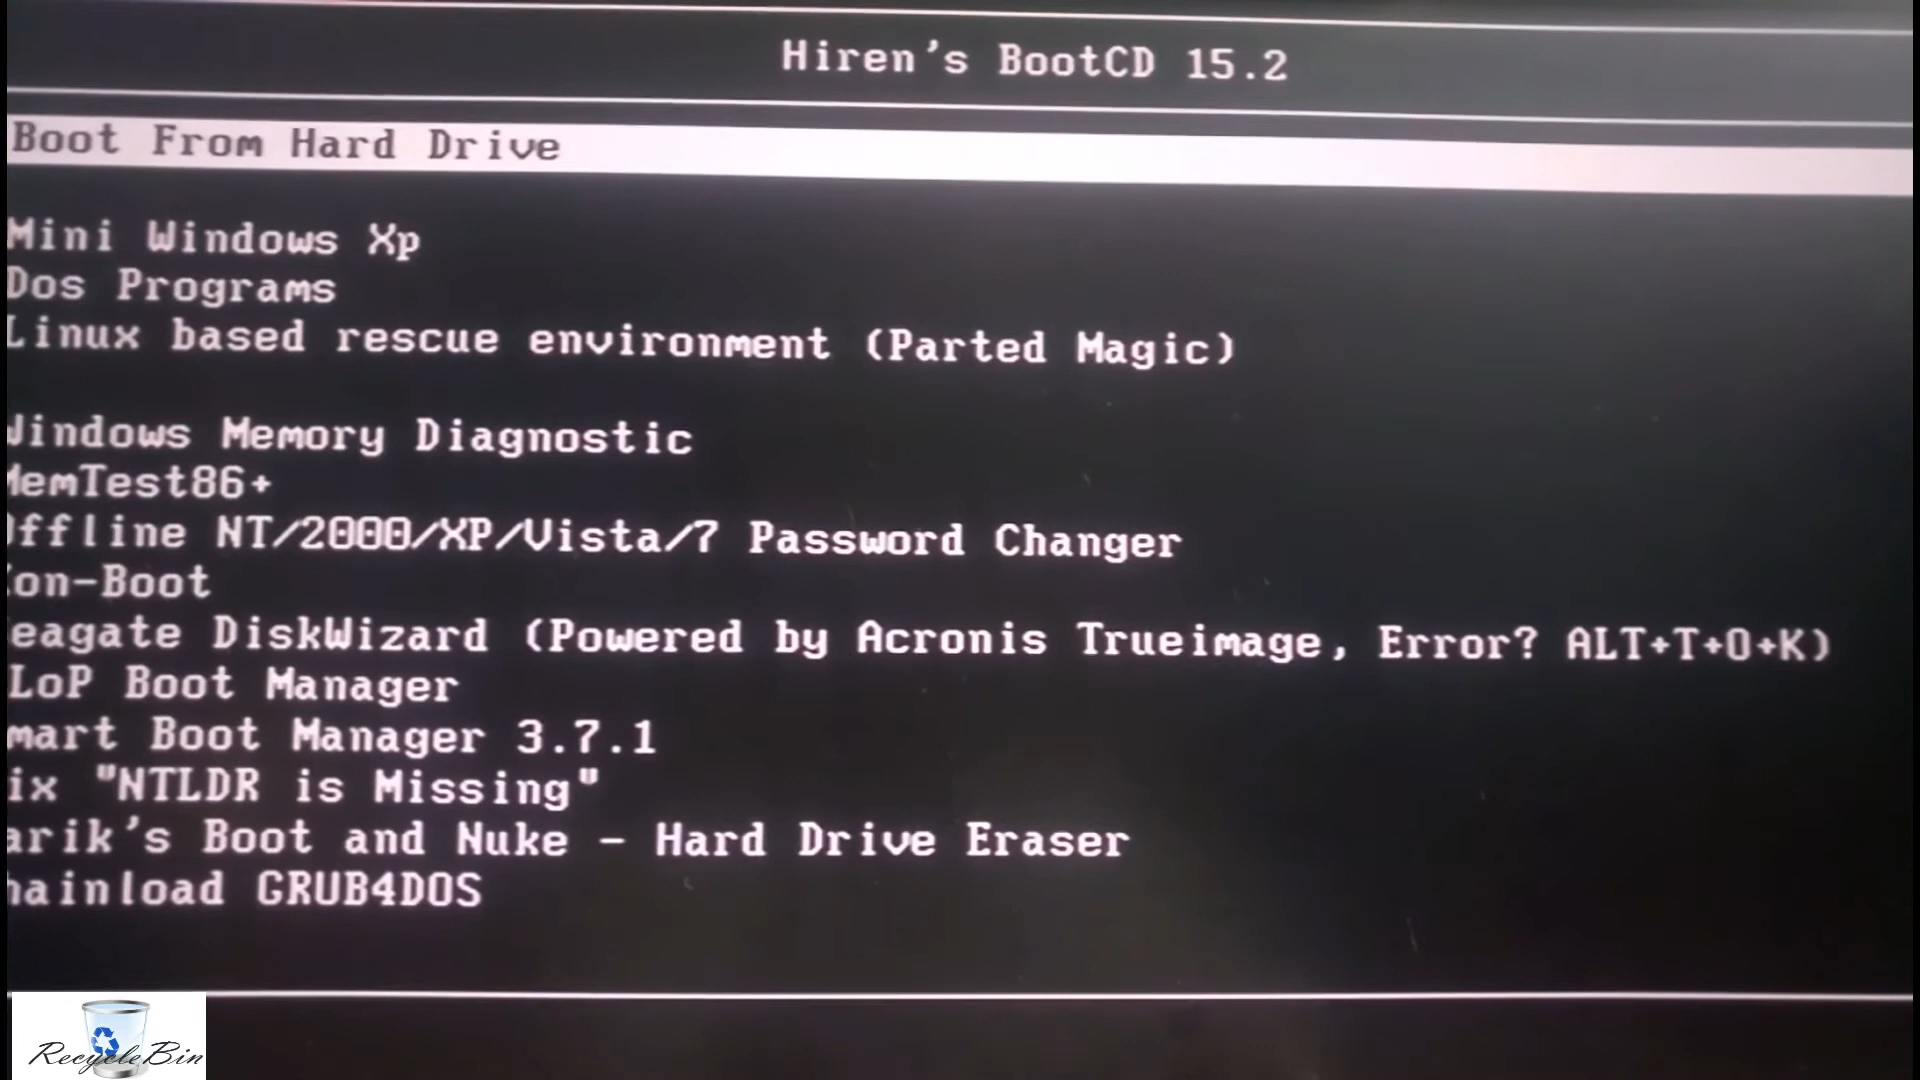 Hiren's BootCD 15.2
Boot From Hard Drive
Mini Windows Xp
Dos Programs
Linux based rescue environment (Parted Magic)
Windows Memory Diagnostic
MemTest86+
Offline NT/2000/XP/Vista/7 Password Changer
on-Boot
eagate DiskWizard (Powered by Acronis Trueimage, Error? ALT+T+O+K)
LoP Boot Manager
mart Boot Manager 3.7.1
ix "NTLDR is Missing"
arik's Boot and Nuke - Hard Drive Eraser
hainload GRUB4DOS
RecycleBin